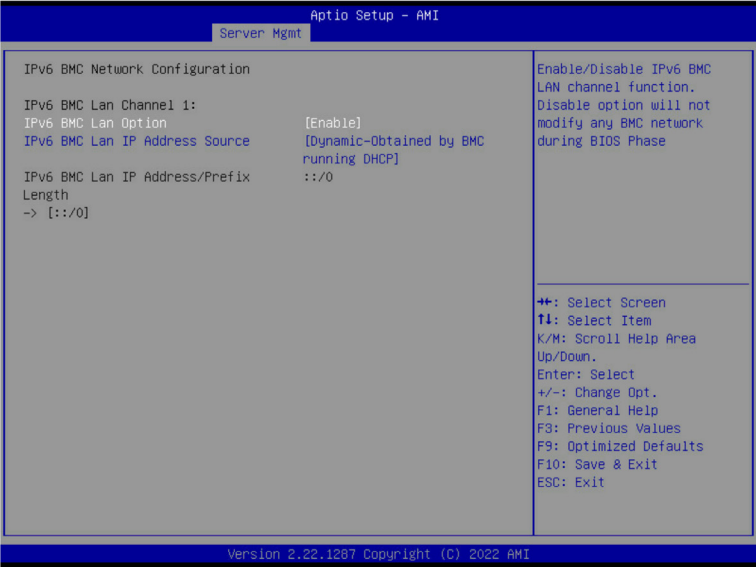 Aptio Setup - AMI
Server Mgmt
IPv6 BMC Network Configuration
IPv6 BMC Lan Channel 1:
IPv6 BMC Lan Option [Enable]
IPv6 BMC Lan IP Address Source [Dynamic-Obtained by BMC
running DHCP]
IPv6 BMC Lan IP Address/Prefix ::/0
Length
-> [::/0]
Enable/Disable IPv6 BMC
LAN channel function.
Disable option will not
modify any BMC network
during BIOS Phase
→←: Select Screen
↑↓: Select Item
K/M: Scroll Help Area
Up/Down.
Enter: Select
+/-: Change Opt.
F1: General Help
F3: Previous Values
F9: Optimized Defaults
F10: Save & Exit
ESC: Exit
Version 2.22.1287 Copyright (C) 2022 AMI